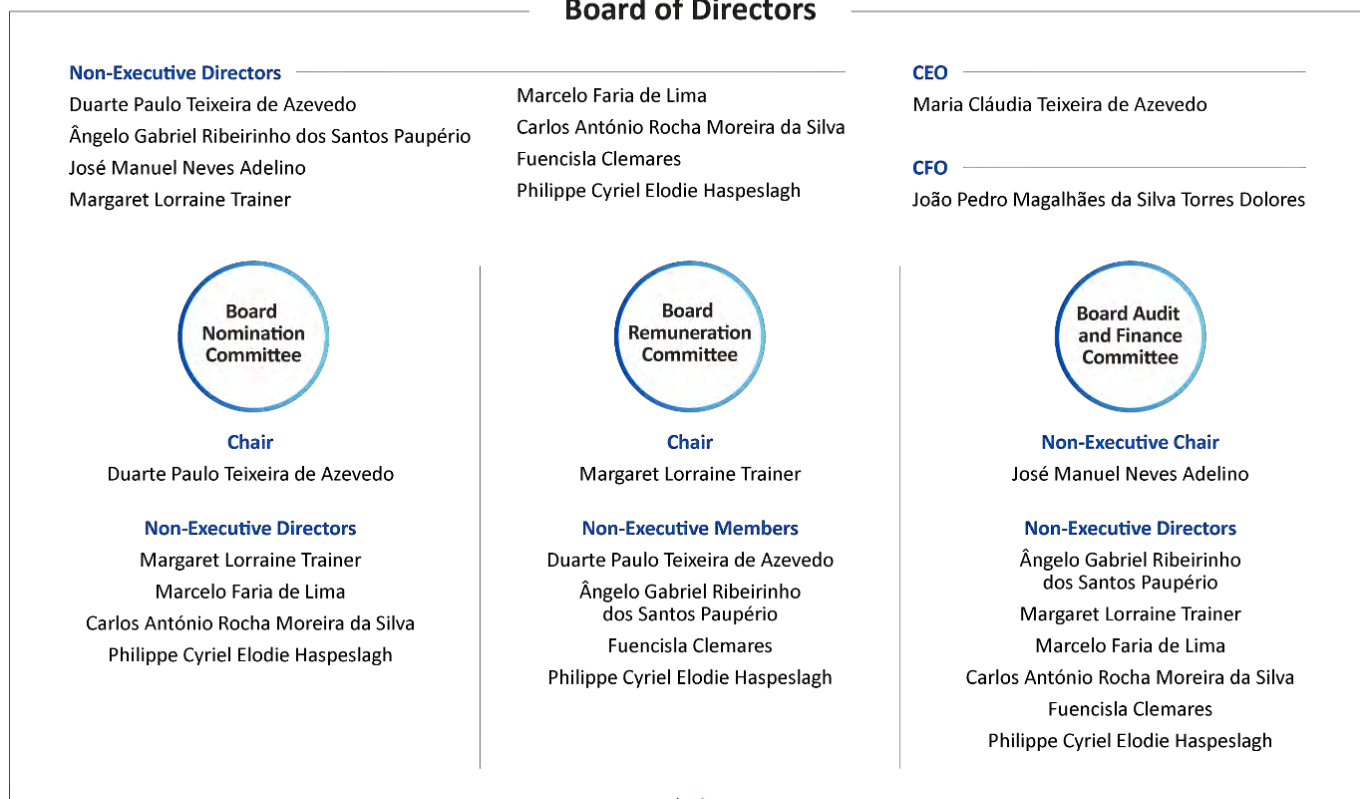 Board of Directors
Non-Executive Directors
Duarte Paulo Teixeira de Azevedo
Ângelo Gabriel Ribeirinho dos Santos Paupério
José Manuel Neves Adelino
Margaret Lorraine Trainer
Marcelo Faria de Lima
Carlos António Rocha Moreira da Silva
Fuencisla Clemares
Philippe Cyriel Elodie Haspeslagh
CEO
Maria Cláudia Teixeira de Azevedo
CFO
João Pedro Magalhães da Silva Torres Dolores
Board
Nomination
Committee
Chair
Duarte Paulo Teixeira de Azevedo
Non-Executive Directors
Margaret Lorraine Trainer
Marcelo Faria de Lima
Carlos António Rocha Moreira da Silva
Philippe Cyriel Elodie Haspeslagh
Board
Remuneration
Committee
Chair
Margaret Lorraine Trainer
Non-Executive Members
Duarte Paulo Teixeira de Azevedo
Ângelo Gabriel Ribeirinho
dos Santos Paupério
Fuencisla Clemares
Philippe Cyriel Elodie Haspeslagh
Board Audit
and Finance
Committee
Non-Executive Chair
José Manuel Neves Adelino
Non-Executive Directors
Ângelo Gabriel Ribeirinho
dos Santos Paupério
Margaret Lorraine Trainer
Marcelo Faria de Lima
Carlos António Rocha Moreira da Silva
Fuencisla Clemares
Philippe Cyriel Elodie Haspeslagh